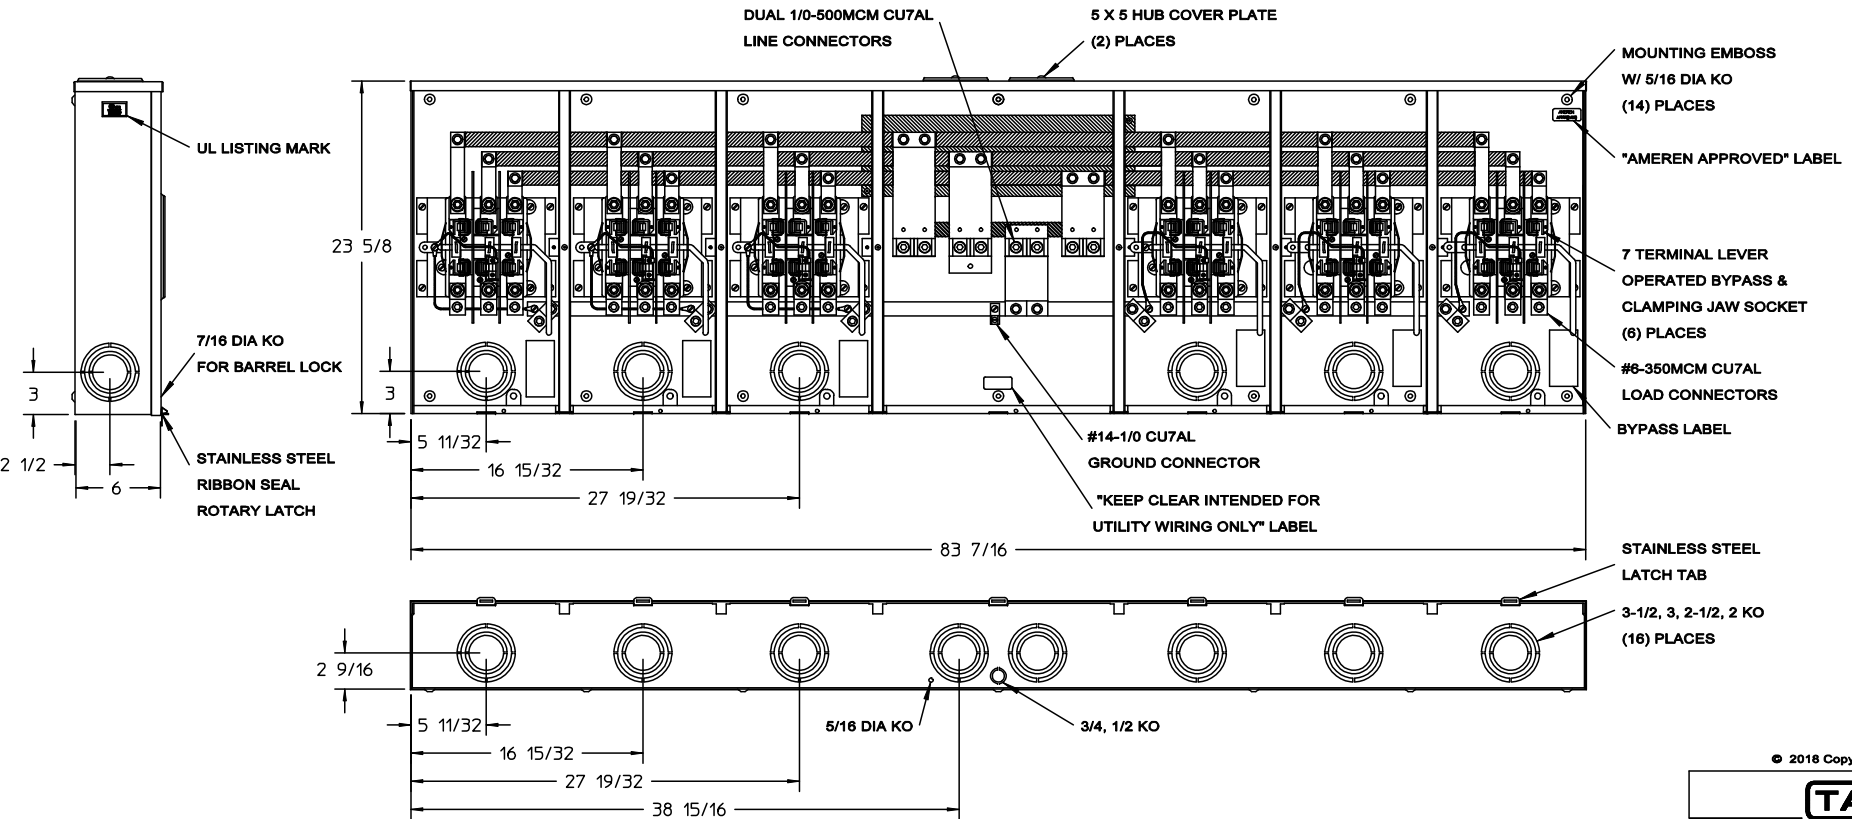 DUAL 1/0-500MCM CU7AL
LINE CONNECTORS
5 X 5 HUB COVER PLATE
(2) PLACES
MOUNTING EMBOSS
W/ 5/16 DIA KO
(14) PLACES
UL LISTING MARK
"AMEREN APPROVED" LABEL
23 5/8
7 TERMINAL LEVER
OPERATED BYPASS &
CLAMPING JAW SOCKET
(6) PLACES
7/16 DIA KO
FOR BARREL LOCK
#6-350MCM CU7AL
LOAD CONNECTORS
3
3
BYPASS LABEL
5 11/32
#14-1/0 CU7AL
GROUND CONNECTOR
2 1/2
6
STAINLESS STEEL
RIBBON SEAL
ROTARY LATCH
16 15/32
27 19/32
"KEEP CLEAR INTENDED FOR
UTILITY WIRING ONLY" LABEL
83 7/16
STAINLESS STEEL
LATCH TAB
3-1/2, 3, 2-1/2, 2 KO
(16) PLACES
2 9/16
5 11/32
5/16 DIA KO
3/4, 1/2 KO
16 15/32
27 19/32
38 15/16
© 2018 Copy
TA